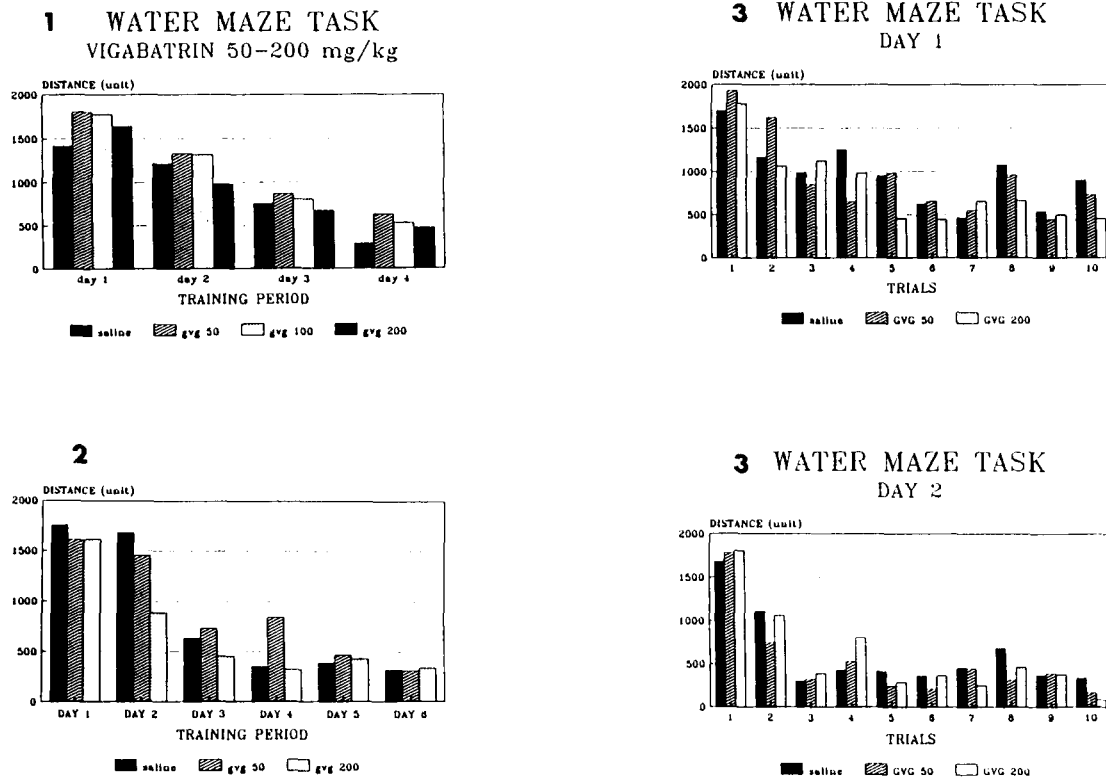 1 WATER MAZE TASK
VIGABATRIN 50-200 mg/kg
DISTANCE (unit)
2000
1500
1000
500
0
day 1 day 2 day 3 day 4
TRAINING PERIOD
saline gvg 50 gvg 100 gvg 200
2
DISTANCE (unit)
2000
1500
1000
500
0
DAY 1 DAY 2 DAY 3 DAY 4 DAY 5 DAY 6
TRAINING PERIOD
saline gvg 50 gvg 200
3 WATER MAZE TASK
DAY 1
DISTANCE (unit)
2000
1500
1000
500
0
1 2 3 4 5 6 7 8 9 10
TRIALS
saline GVG 50 GVG 200
3 WATER MAZE TASK
DAY 2
DISTANCE (unit)
2000
1500
1000
500
0
1 2 3 4 5 6 7 8 9 10
TRIALS
saline GVG 50 GVG 200